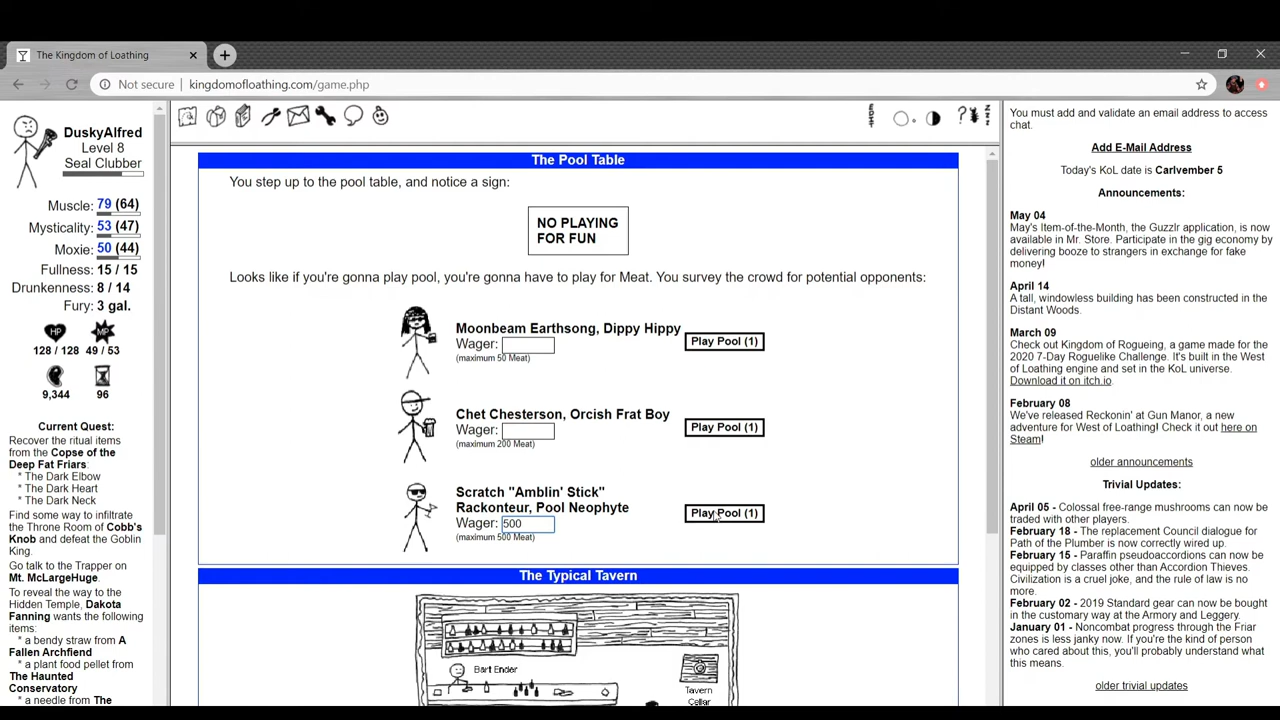 The Kingdom of Loathing
Not secure kingdomofloathing.com/game.php
DuskyAlfred
Level 8
Seal Clubber
Muscle: 79 (64)
Mysticality: 53 (47)
Moxie: 50 (44)
Fullness: 15 / 15
Drunkenness: 8 / 14
Fury: 3 gal.
HP MP
128 / 128 49 / 53
9,344 96
Current Quest:
Recover the ritual items
from the Copse of the
Deep Fat Friars:
* The Dark Elbow
* The Dark Heart
* The Dark Neck
Find some way to infiltrate
the Throne Room of Cobb's
Knob and defeat the Goblin
King.
Go talk to the Trapper on
Mt. McLargeHuge.
To reveal the way to the
Hidden Temple, Dakota
Fanning wants the following
items:
* a bendy straw from A
Fallen Archfiend
* a plant food pellet from
The Haunted
Conservatory
* a needle from The
The Pool Table
You step up to the pool table, and notice a sign:
NO PLAYING
FOR FUN
Looks like if you're gonna play pool, you're gonna have to play for Meat. You survey the crowd for potential opponents:
Moonbeam Earthsong, Dippy Hippy
Wager:
(maximum 50 Meat)
Play Pool (1)
Chet Chesterson, Orcish Frat Boy
Wager:
(maximum 200 Meat)
Play Pool (1)
Scratch "Amblin' Stick"
Rackonteur, Pool Neophyte
Wager: 500
(maximum 500 Meat)
Play Pool (1)
The Typical Tavern
Bart Ender
Tavern
Cellar
You must add and validate an email address to access
chat.
Add E-Mail Address
Today's KoL date is Carlvember 5
Announcements:
May 04
May's Item-of-the-Month, the Guzzlr application, is now
available in Mr. Store. Participate in the gig economy by
delivering booze to strangers in exchange for fake
money!
April 14
A tall, windowless building has been constructed in the
Distant Woods.
March 09
Check out Kingdom of Rogueing, a game made for the
2020 7-Day Roguelike Challenge. It's built in the West
of Loathing engine and set in the KoL universe.
Download it on itch.io.
February 08
We've released Reckonin' at Gun Manor, a new
adventure for West of Loathing! Check it out here on
Steam!
older announcements
Trivial Updates:
April 05 - Colossal free-range mushrooms can now be
traded with other players.
February 18 - The replacement Council dialogue for
Path of the Plumber is now correctly wired up.
February 15 - Paraffin pseudoaccordions can now be
equipped by classes other than Accordion Thieves.
Civilization is a cruel joke, and the rule of law is no
more.
February 02 - 2019 Standard gear can now be bought
in the customary way at the Armory and Leggery.
January 01 - Noncombat progress through the Friar
zones is less janky now. If you're the kind of person
who cared about this, you'll probably understand what
this means.
older trivial updates